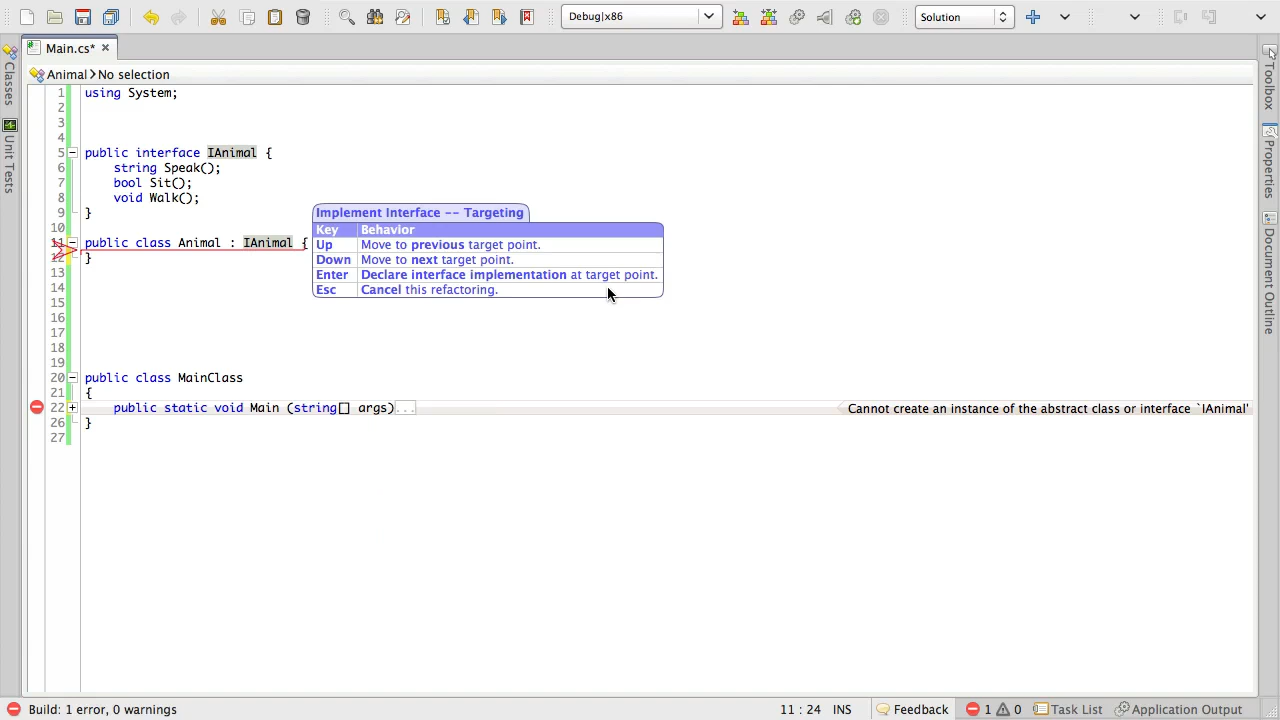 Debug|x86
Solution
Main.cs*
Animal
No selection
Classes
Unit Tests
Toolbox
Properties
Document Outline
1 using System;
2
3
4
5 public interface IAnimal {
6 string Speak();
7 bool Sit();
8 void Walk();
9 }
10
11 public class Animal : IAnimal {
12 }
13
14
15
16
17
18
19
20 public class MainClass
21 {
22 public static void Main (string[] args)...
26 }
27
Implement Interface -- Targeting
Key Behavior
Up Move to previous target point.
Down Move to next target point.
Enter Declare interface implementation at target point.
Esc Cancel this refactoring.
Cannot create an instance of the abstract class or interface `IAnimal'
Build: 1 error, 0 warnings
11 : 24 INS
Feedback
1
0
Task List
Application Output